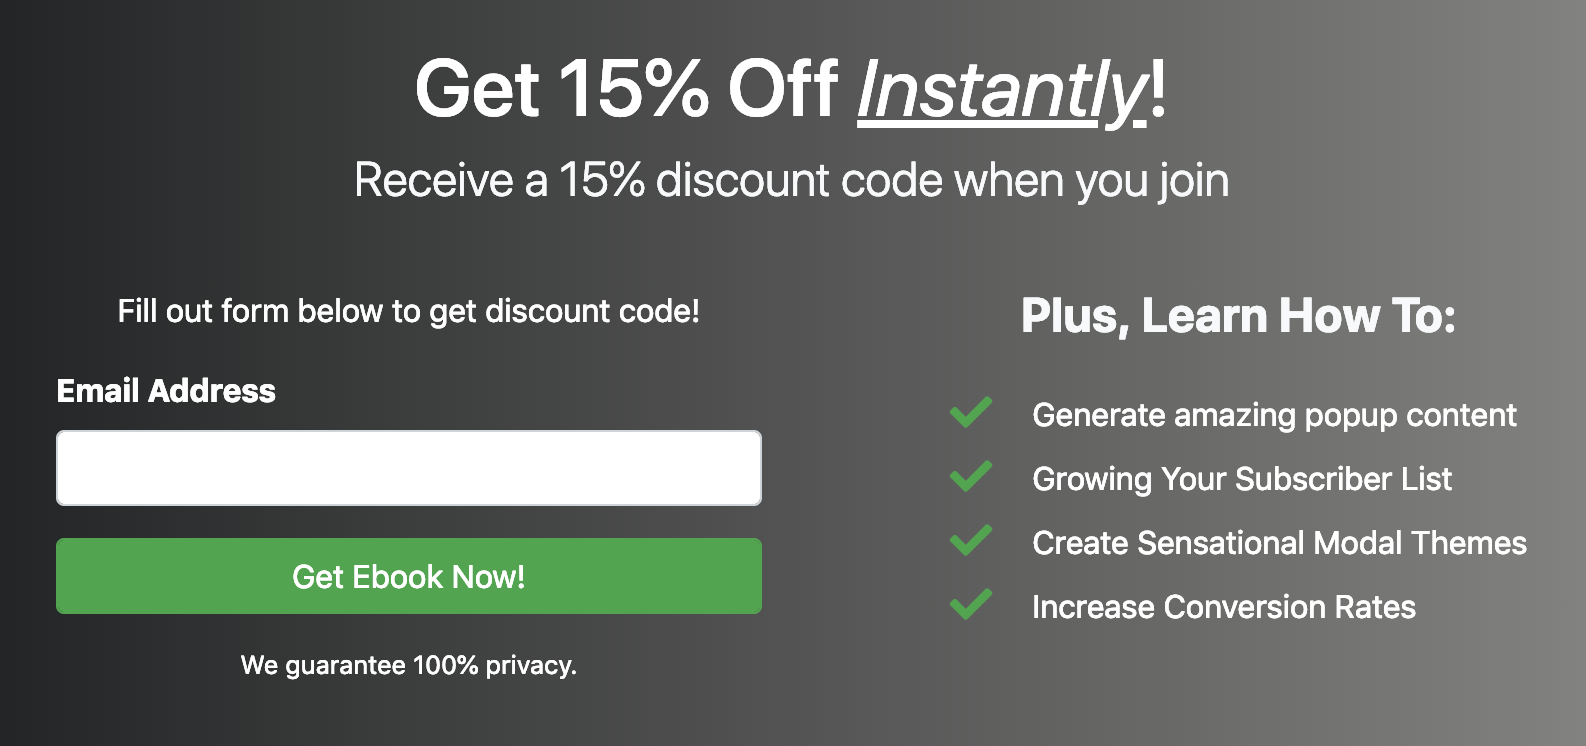 Get 15% Off Instantly!
Receive a 15% discount code when you join
Fill out form below to get discount code!
Email Address
Get Ebook Now!
We guarantee 100% privacy.
Plus, Learn How To:
Generate amazing popup content
Growing Your Subscriber List
Create Sensational Modal Themes
Increase Conversion Rates